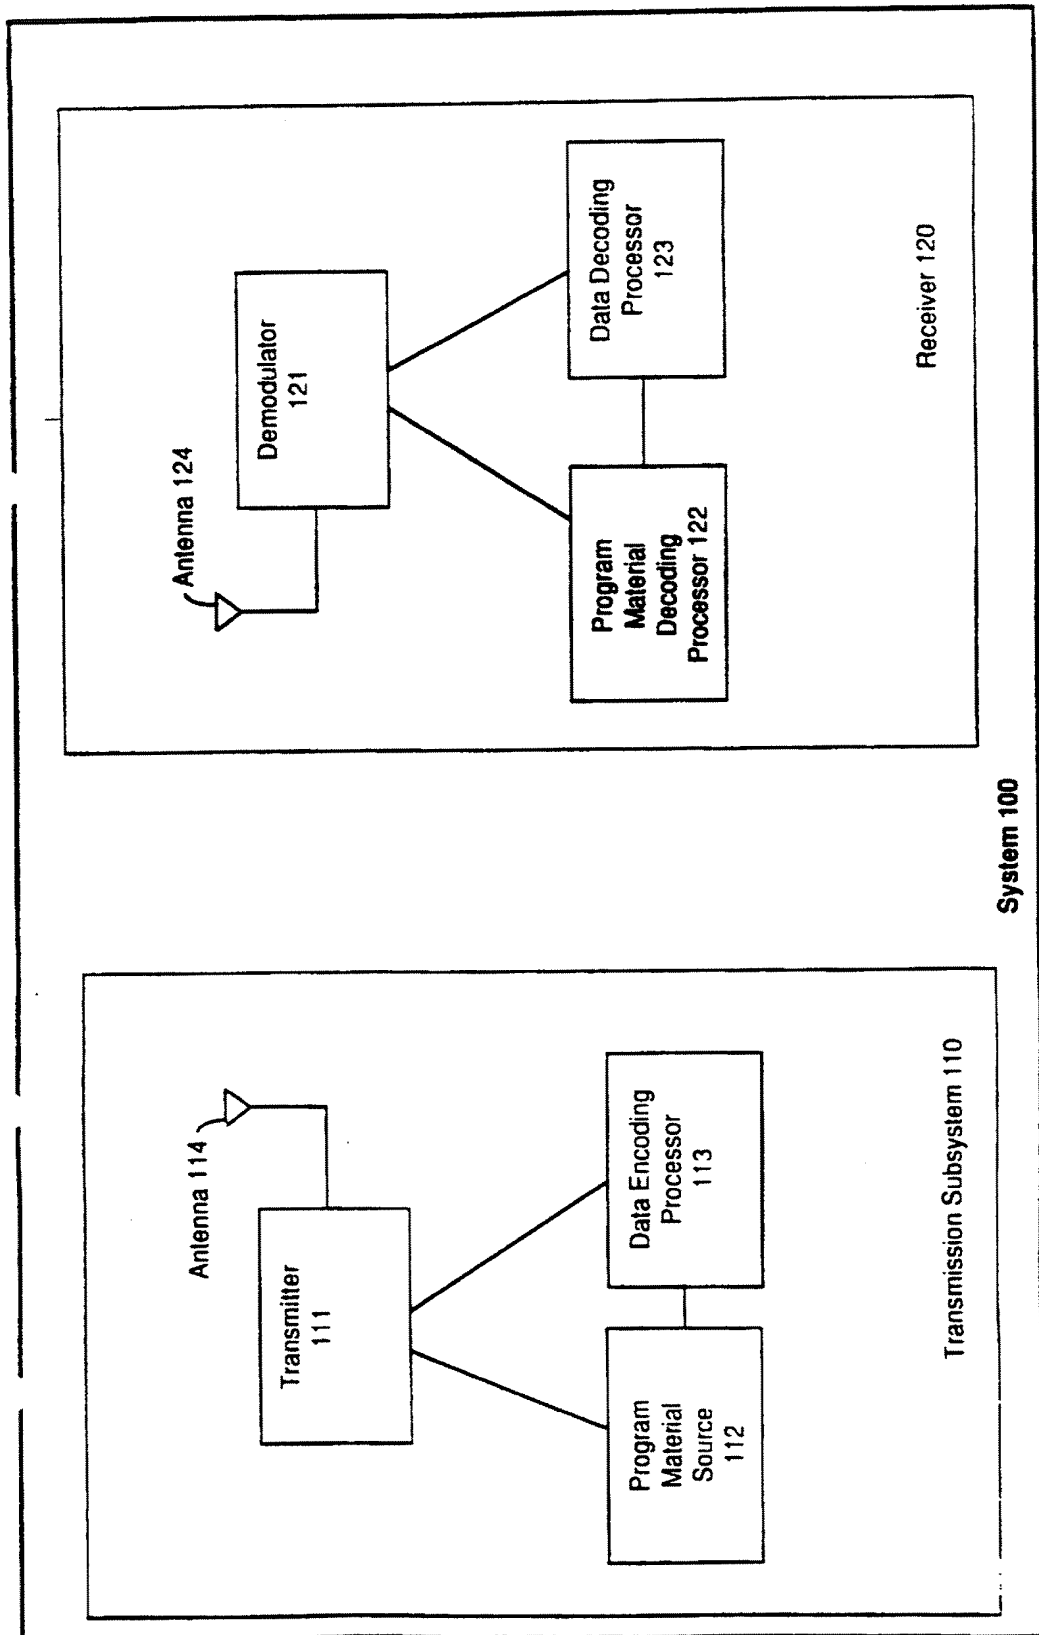 Antenna 114
Transmitter
111
Program
Material
Source
112
Data Encoding
Processor
113
Transmission Subsystem 110
Antenna 124
Demodulator
121
Program
Material
Decoding
Processor 122
Data Decoding
Processor
123
Receiver 120
System 100